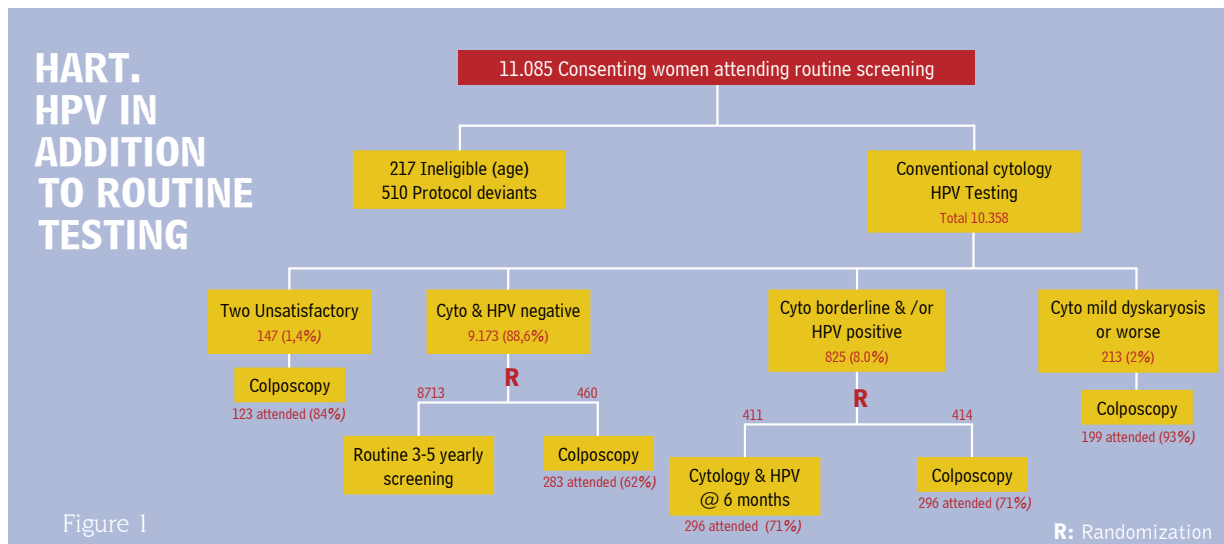 HART.
HPV IN
ADDITION
TO ROUTINE
TESTING
11.085 Consenting women attending routine screening
217 Ineligible (age)
510 Protocol deviants
Conventional cytology
HPV Testing
Total 10.358
Two Unsatisfactory
147 (1,4%)
Colposcopy
123 attended (84%)
Cyto & HPV negative
9.173 (88,6%)
R
8713
460
Routine 3-5 yearly
screening
Colposcopy
283 attended (62%)
Cyto borderline & /or
HPV positive
825 (8.0%)
R
411
414
Cytology & HPV
@ 6 months
296 attended (71%)
Colposcopy
296 attended (71%)
Cyto mild dyskaryosis
or worse
213 (2%)
Colposcopy
199 attended (93%)
Figure 1
R: Randomization